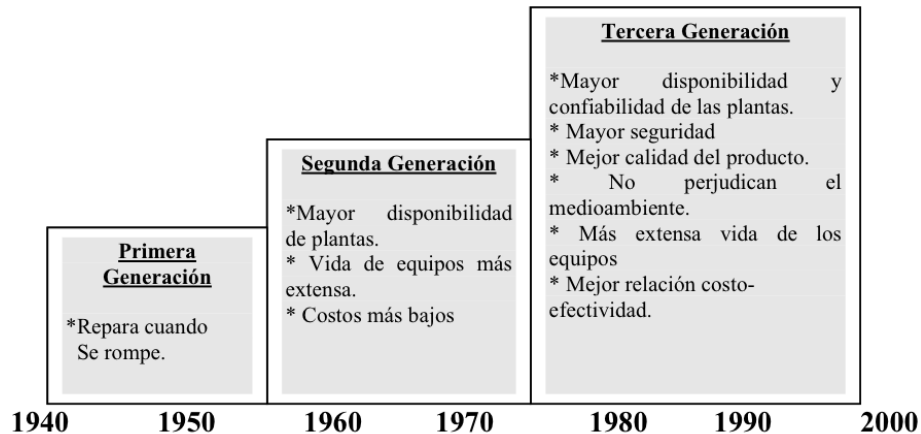 Primera
Generación
*Repara cuando
Se rompe.
Segunda Generación
*Mayor disponibilidad
de plantas.
* Vida de equipos más
extensa.
* Costos más bajos
Tercera Generación
*Mayor disponibilidad y
confiabilidad de las plantas.
* Mayor seguridad
* Mejor calidad del producto.
* No perjudican el
medioambiente.
* Más extensa vida de los
equipos
* Mejor relación costo-
efectividad.
1940 1950 1960 1970 1980 1990 2000